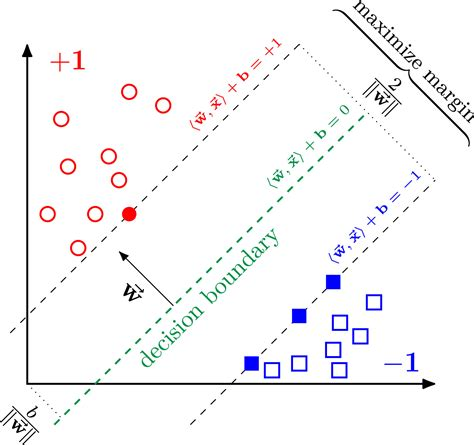 maximize margin
+1
⟨w⃗, x⃗⟩ + b = +1
2
‖w⃗‖
⟨w⃗, x⃗⟩ + b = 0
⟨w⃗, x⃗⟩ + b = −1
w⃗
decision boundary
−1
b
‖w⃗‖